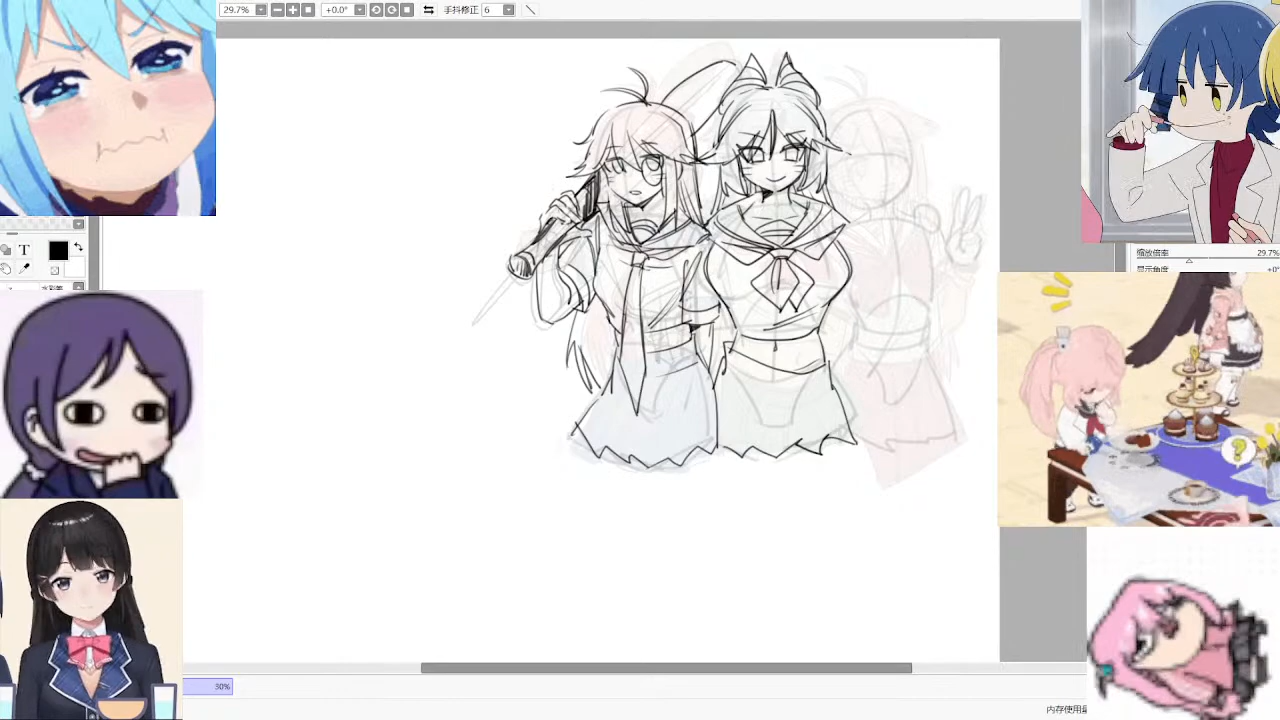 29.7% +0.0° 手抖修正 6
T
缩放倍率 29.7%
显示角度 +0°
30%
内存使用量